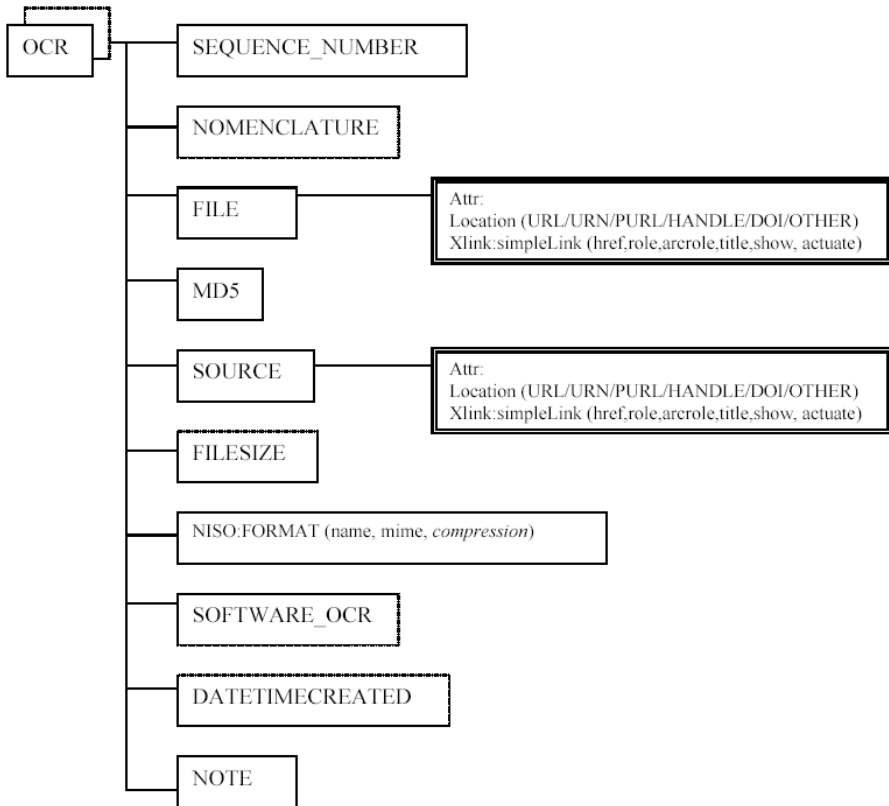 OCR
SEQUENCE_NUMBER
NOMENCLATURE
FILE
Attr:
Location (URL/URN/PURL/HANDLE/DOI/OTHER)
Xlink:simpleLink (href,role,arcrole,title,show, actuate)
MD5
SOURCE
Attr:
Location (URL/URN/PURL/HANDLE/DOI/OTHER)
Xlink:simpleLink (href,role,arcrole,title,show, actuate)
FILESIZE
NISO:FORMAT (name, mime, compression)
SOFTWARE_OCR
DATETIMECREATED
NOTE